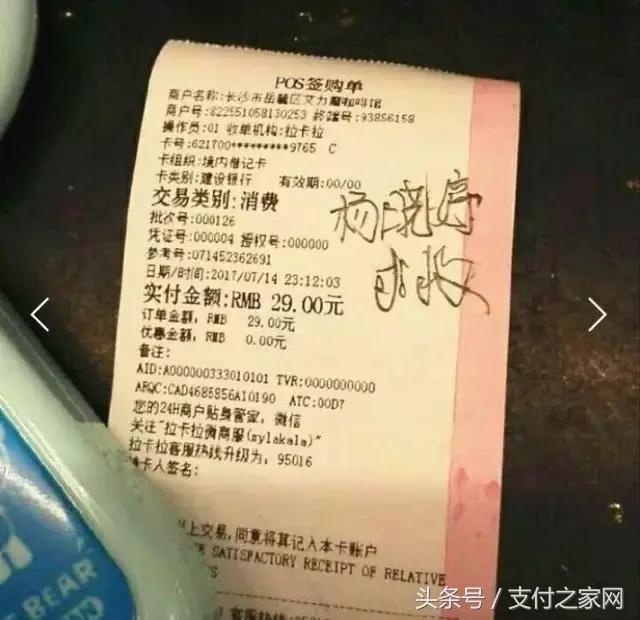 POS签购单
商户名称:长沙市岳麓区艾力魔咖啡馆
商户号:822551058130253 终端号:93856158
操作员:01 收单机构:拉卡拉
卡号:621700*********9765 C
卡组织:境内借记卡
卡类别:建设银行 有效期:00/00
交易类别:消费
批次号:000126
凭证号:000004 授权号:000000
参考号:071452362691
日期/时间:2017/07/14 23:12:03
实付金额:RMB 29.00元
订单金额: RMB 29.00元
优惠金额: RMB 0.00元
备注:
AID:A000000333010101 TVR:0000000000
ARQC:CAD4685856A10190 ATC:00D7
您的24H商户贴身管家, 微信
关注"拉卡拉微商服(sylakala)"
拉卡拉客服热线升级为, 95016
持卡人签名:
杨
以上交易,同意将其记入本卡账户
SATISFACTORY RECEIPT OF RELATIVE
BEAR
头条号 / 支付之家网